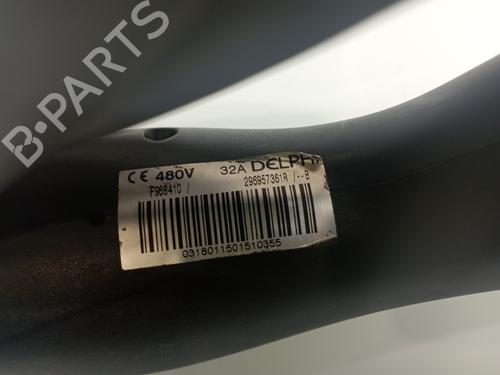 B-PARTS
CE 480V 32A DELPHI
F966410 / 296957361R /--B
0318011501510355